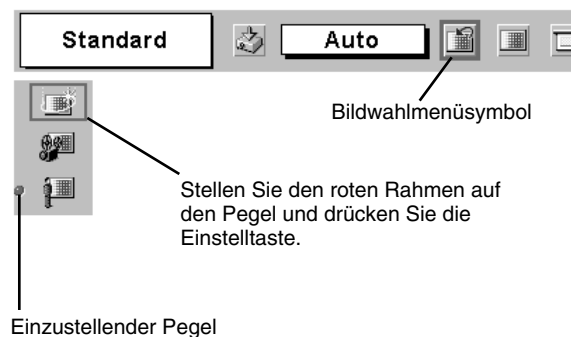 Standard
Auto
Bildwahlmenüsymbol
Stellen Sie den roten Rahmen auf
den Pegel und drücken Sie die
Einstelltaste.
Einzustellender Pegel